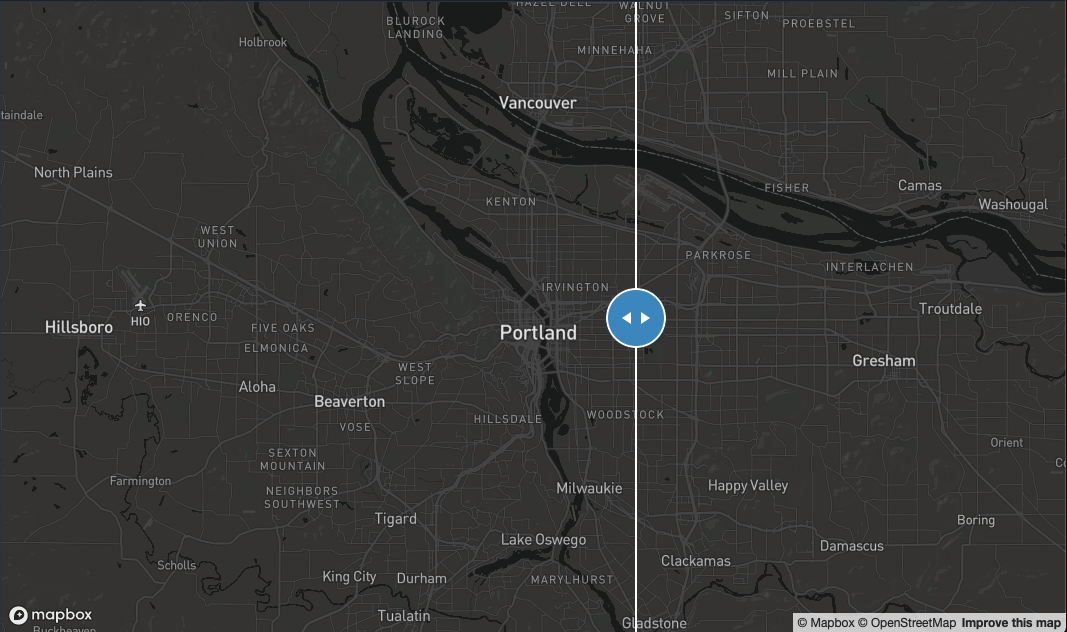 HAZEL DELL
WALNUT
GROVE
SIFTON
PROEBSTEL
BLUROCK
LANDING
Holbrook
MINNEHAHA
MILL PLAIN
Vancouver
taindale
North Plains
FISHER
Camas
KENTON
Washougal
WEST
UNION
PARKROSE
INTERLACHEN
IRVINGTON
HIO
ORENCO
Troutdale
Hillsboro
FIVE OAKS
Portland
ELMONICA
Gresham
WEST
SLOPE
Aloha
Beaverton
HILLSDALE
WOODSTOCK
VOSE
Orient
SEXTON
MOUNTAIN
Farmington
Milwaukie
Happy Valley
NEIGHBORS
SOUTHWEST
Tigard
Boring
Lake Oswego
Damascus
Scholls
Clackamas
King City
Durham
MARYLHURST
mapbox
Tualatin
Gladstone
Buckheaven
© Mapbox © OpenStreetMap Improve this map